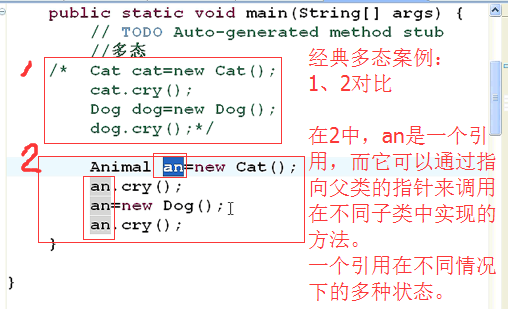 public static void main(String[] args) {
// TODO Auto-generated method stub
//多态
1
/* Cat cat=new Cat();
cat.cry();
Dog dog=new Dog();
dog.cry();*/
2
Animal an=new Cat();
an.cry();
an=new Dog();
an.cry();
}
}
经典多态案例:
1、2对比
在2中，an是一个引
用，而它可以通过指
向父类的指针来调用
在不同子类中实现的
方法。
一个引用在不同情况
下的多种状态。